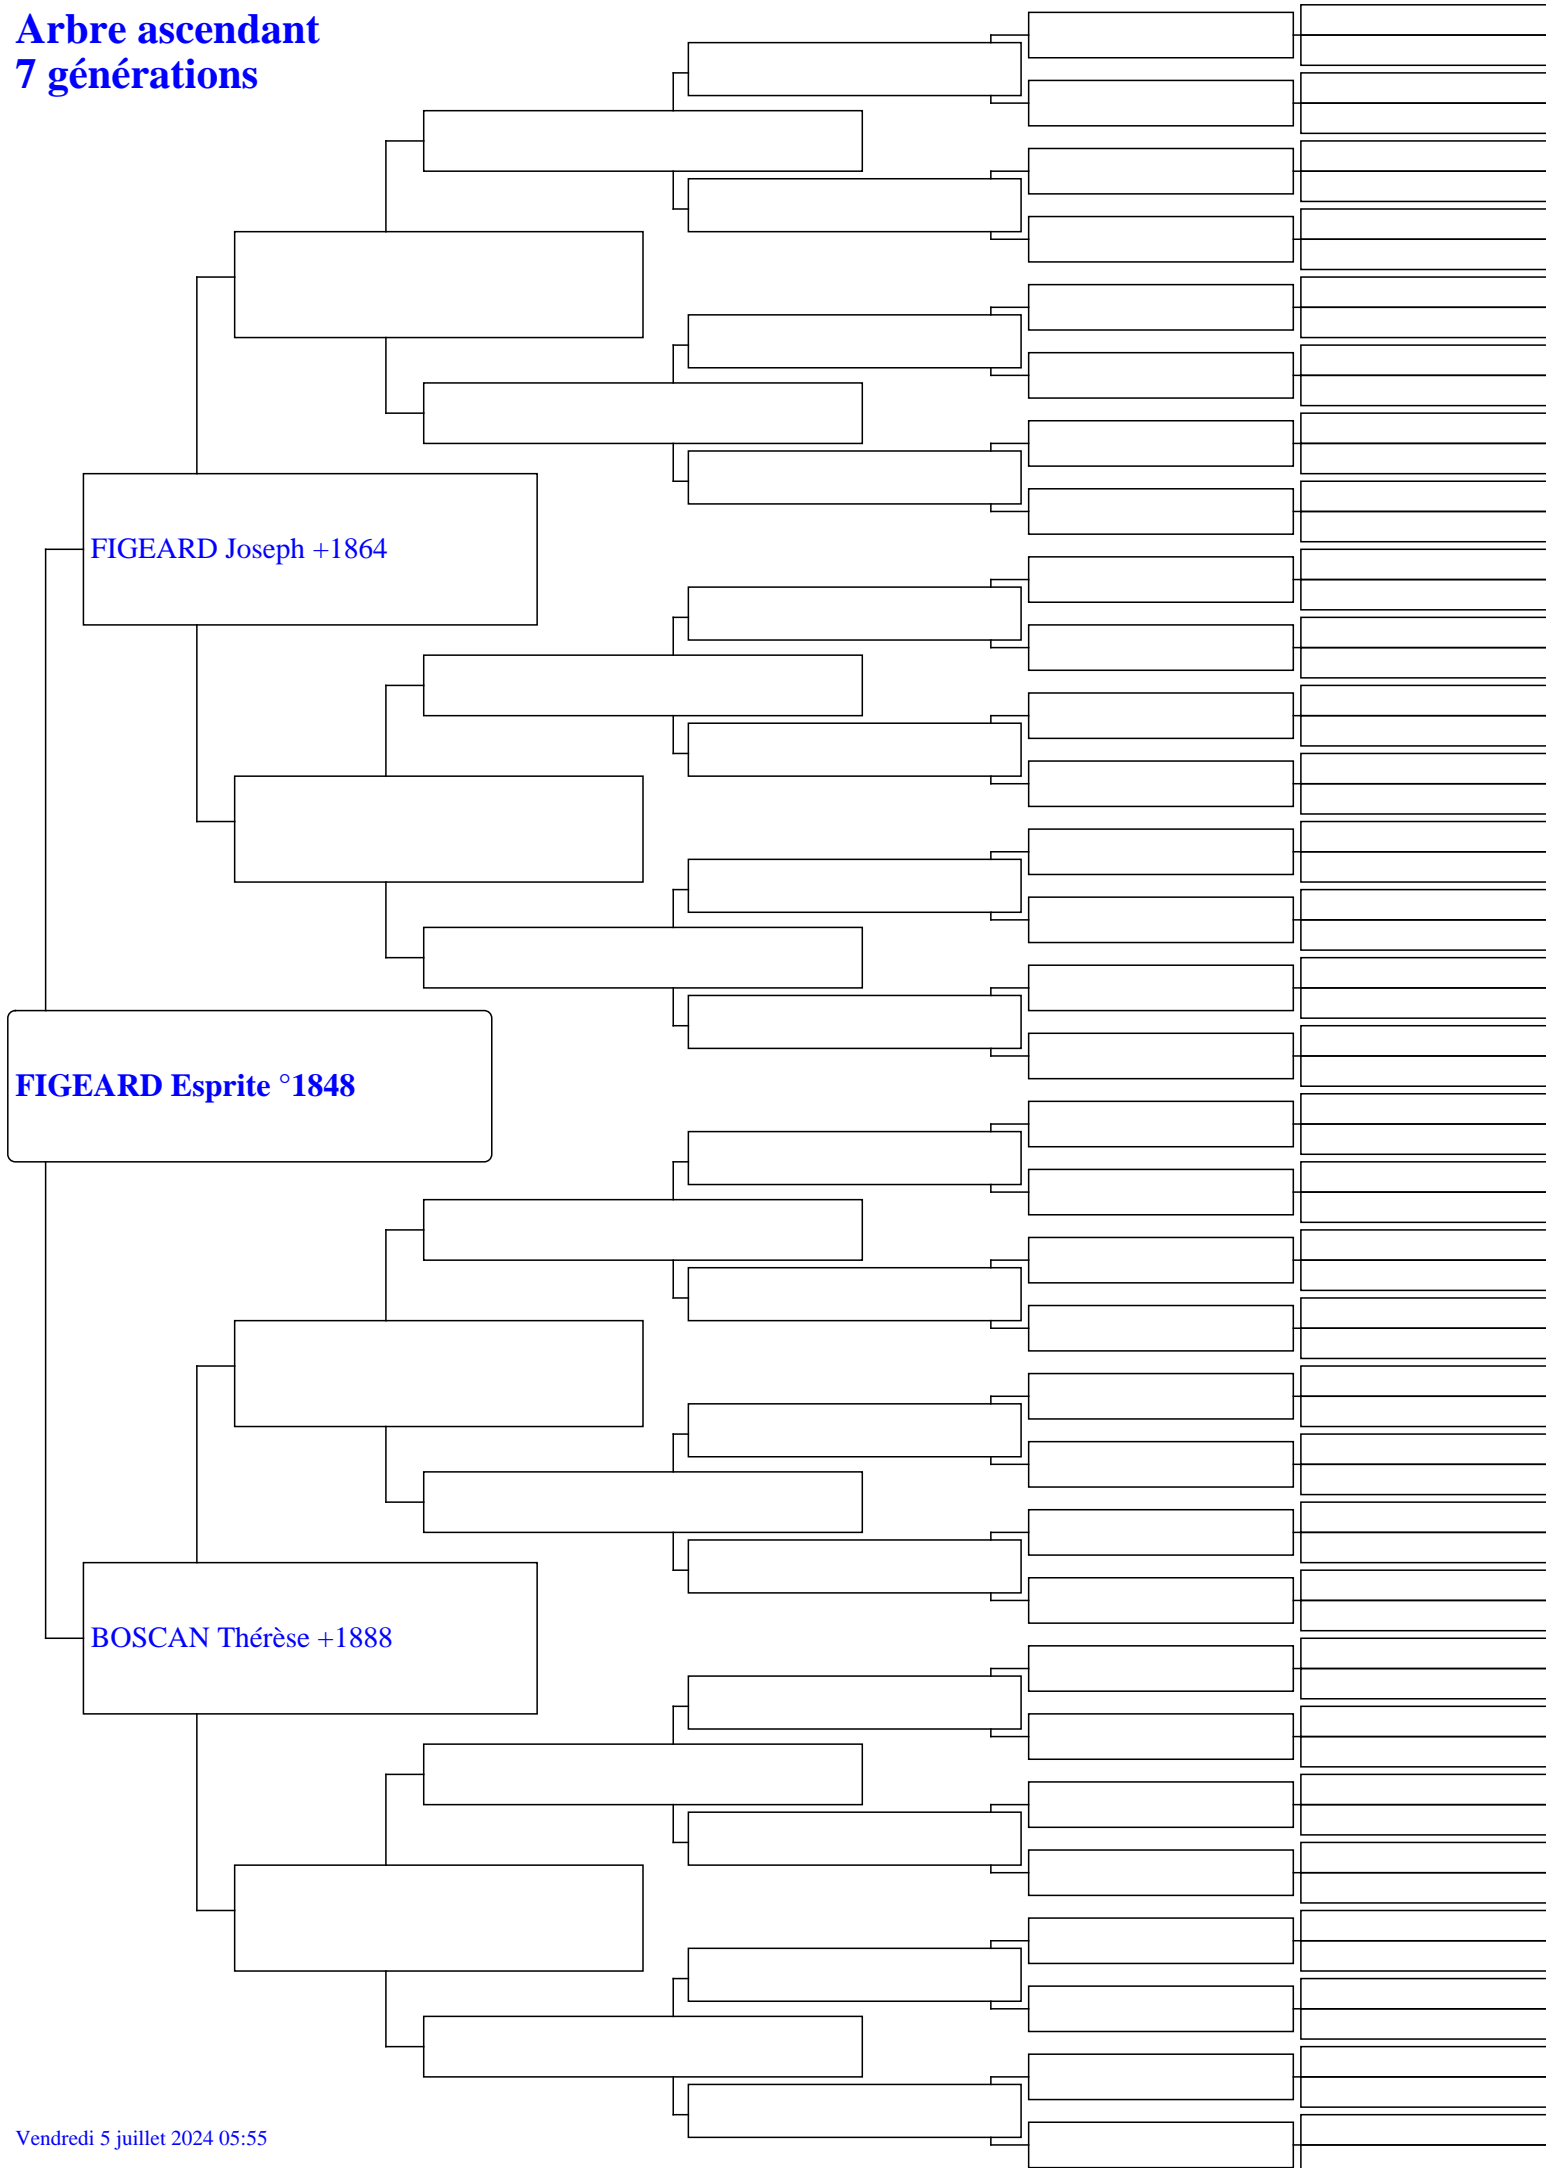 Arbre ascendant
7 générations
FIGEARD Joseph +1864
FIGEARD Esprite °1848
BOSCAN Thérèse +1888
Vendredi 5 juillet 2024 05:55